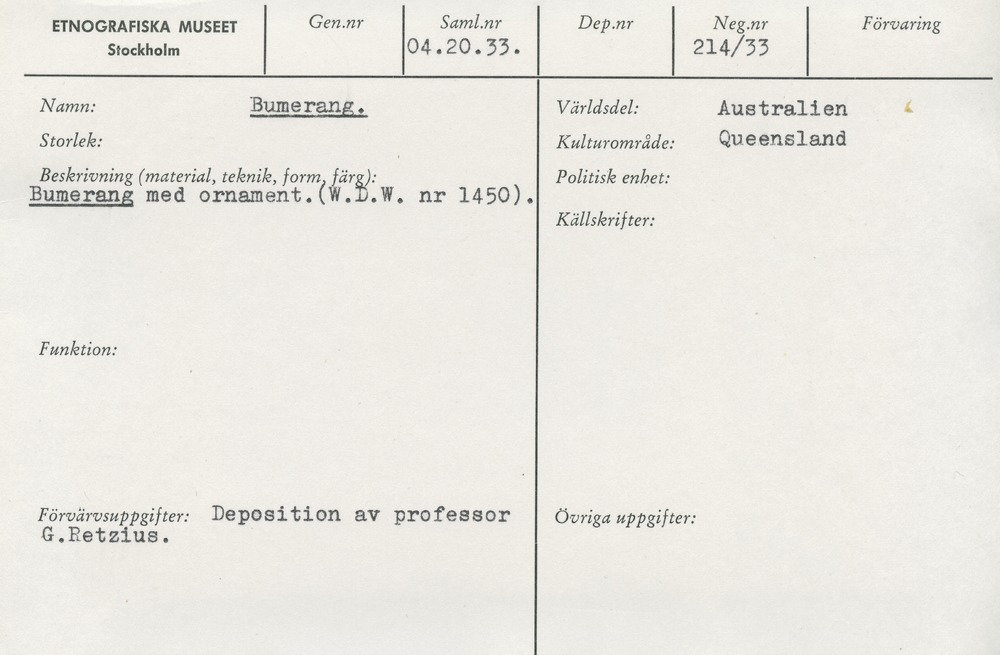 ETNOGRAFISKA MUSEET
Stockholm
Gen.nr
Saml.nr
04.20.33.
Dep.nr
Neg.nr
214/33
Förvaring
Namn: Bumerang.
Storlek:
Beskrivning (material, teknik, form, färg):
Bumerang med ornament.(W.D.W. nr 1450).
Funktion:
Förvärvsuppgifter: Deposition av professor
G.Retzius.
Världsdel: Australien
Kulturområde: Queensland
Politisk enhet:
Källskrifter:
Övriga uppgifter: